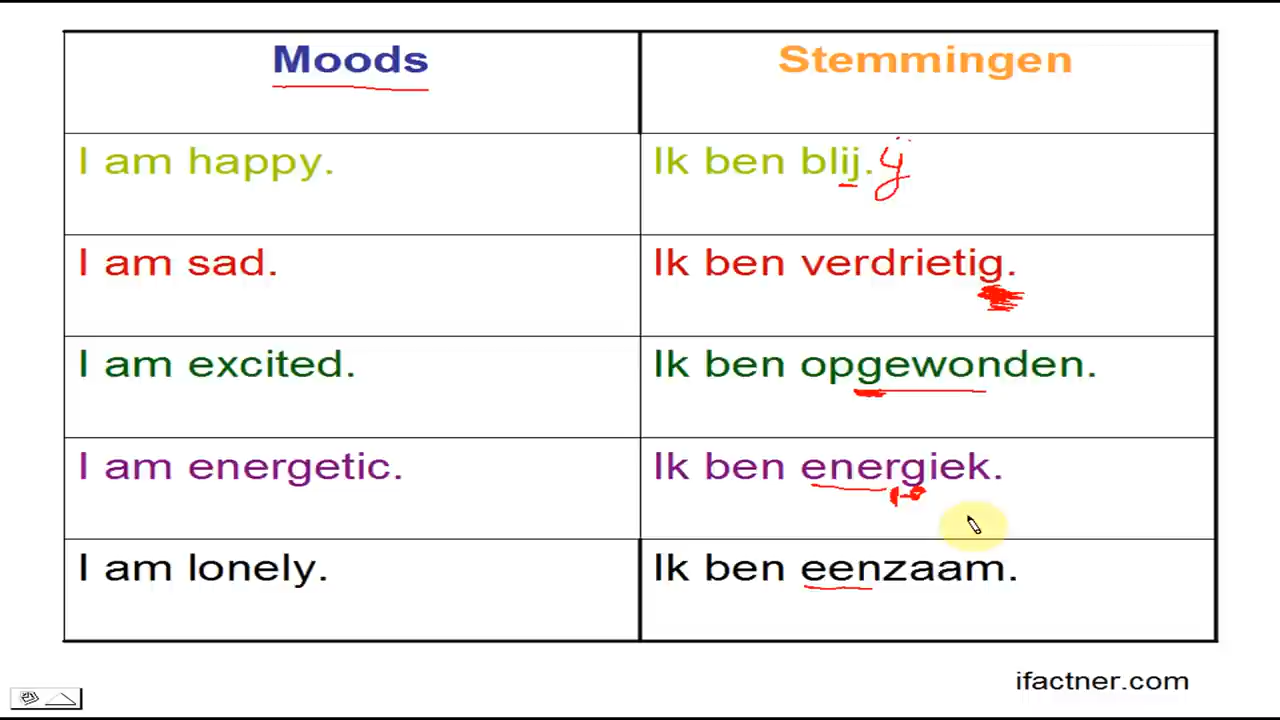 Moods Stemmingen
I am happy. Ik ben blij. ij
I am sad. Ik ben verdrietig.
I am excited. Ik ben opgewonden.
I am energetic. Ik ben energiek.
I am lonely. Ik ben eenzaam.
ifactner.com